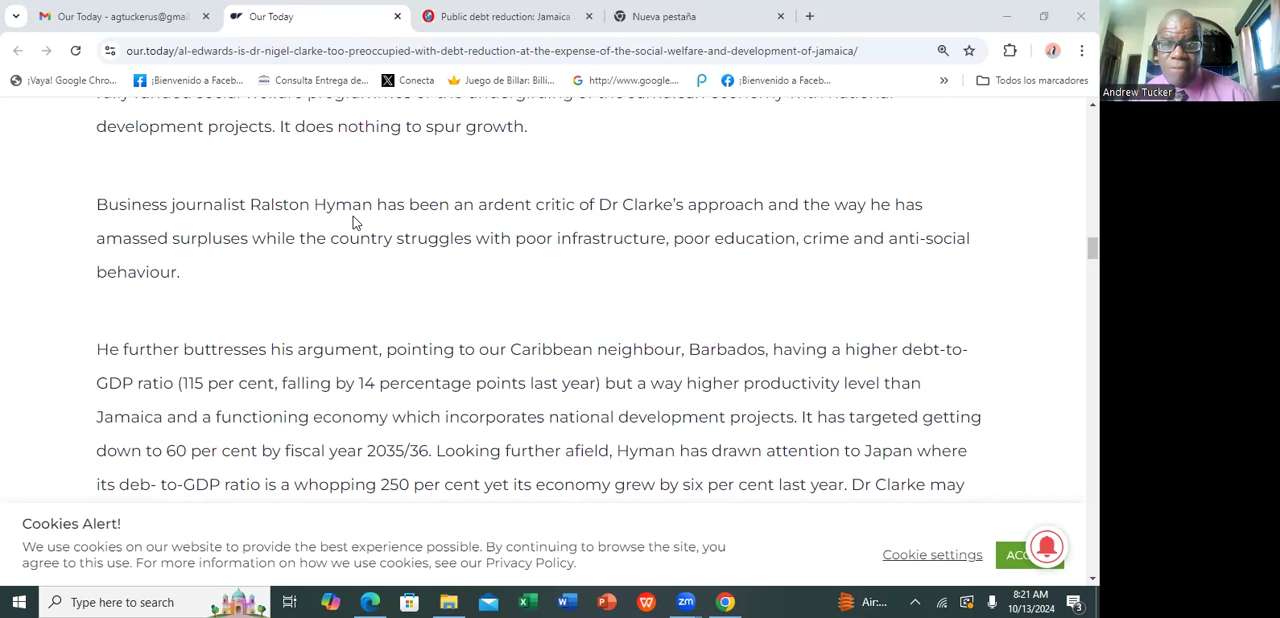 Our Today - agtuckerus@gmai
Our Today
Public debt reduction: Jamaica
Nueva pestaña
our.today/al-edwards-is-dr-nigel-clarke-too-preoccupied-with-debt-reduction-at-the-expense-of-the-social-welfare-and-development-of-jamaica/
¡Vaya! Google Chro...
¡Bienvenido a Faceb...
Consulta Entrega de...
Conecta
Juego de Billar: Billi...
http://www.google....
¡Bienvenido a Faceb...
Todos los marcadores
Andrew Tucker
development projects. It does nothing to spur growth.
Business journalist Ralston Hyman has been an ardent critic of Dr Clarke's approach and the way he has
amassed surpluses while the country struggles with poor infrastructure, poor education, crime and anti-social
behaviour.
He further buttresses his argument, pointing to our Caribbean neighbour, Barbados, having a higher debt-to-
GDP ratio (115 per cent, falling by 14 percentage points last year) but a way higher productivity level than
Jamaica and a functioning economy which incorporates national development projects. It has targeted getting
down to 60 per cent by fiscal year 2035/36. Looking further afield, Hyman has drawn attention to Japan where
its deb- to-GDP ratio is a whopping 250 per cent yet its economy grew by six per cent last year. Dr Clarke may
Cookies Alert!
We use cookies on our website to provide the best experience possible. By continuing to browse the site, you
agree to this use. For more information on how we use cookies, see our Privacy Policy.
Cookie settings
Type here to search
Air:...
8:21 AM
10/13/2024
3